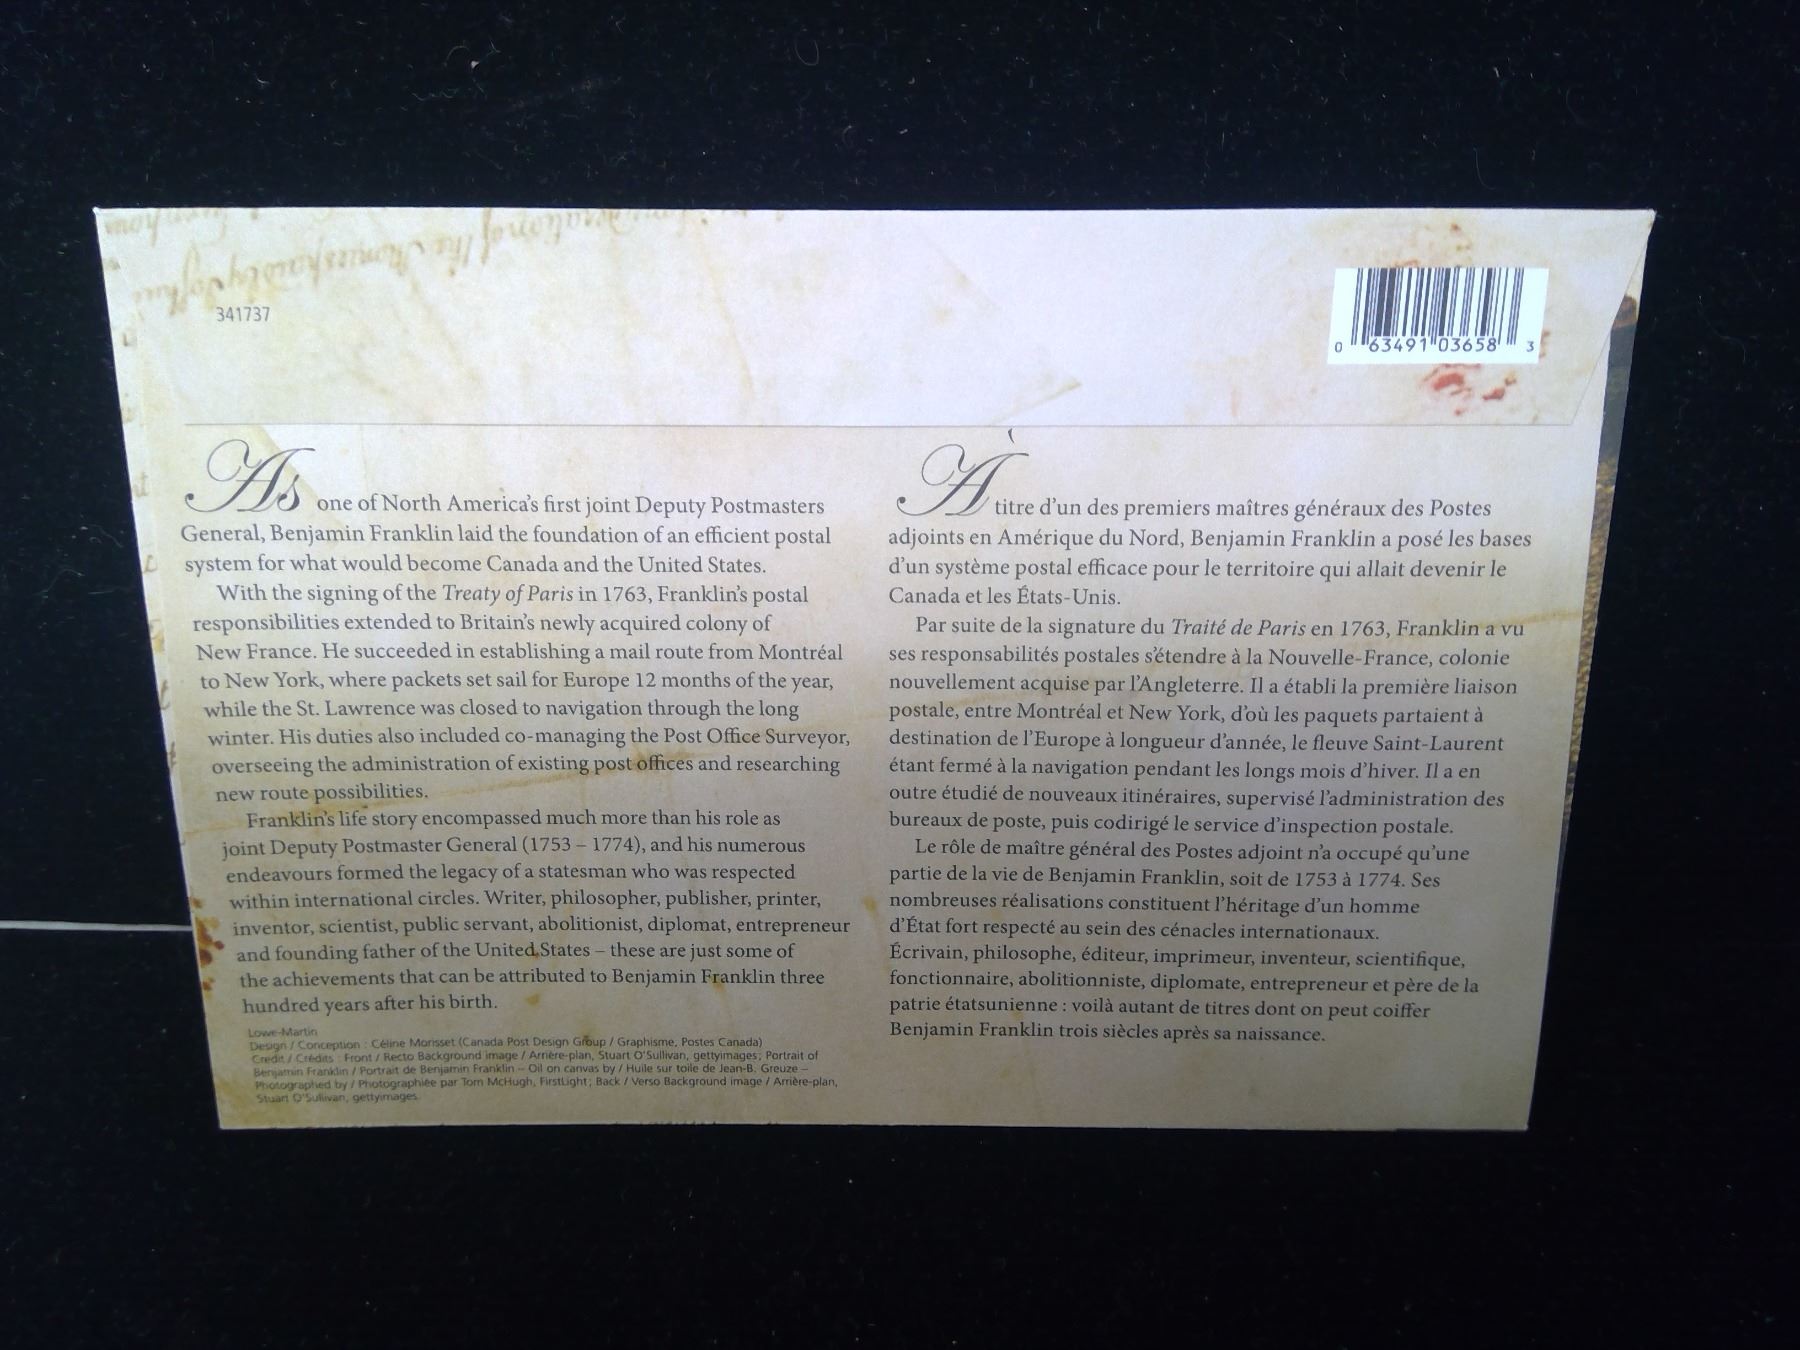 341737
0 63491 03658 3
As one of North America's first joint Deputy Postmasters
General, Benjamin Franklin laid the foundation of an efficient postal
system for what would become Canada and the United States.
With the signing of the Treaty of Paris in 1763, Franklin's postal
responsibilities extended to Britain's newly acquired colony of
New France. He succeeded in establishing a mail route from Montréal
to New York, where packets set sail for Europe 12 months of the year,
while the St. Lawrence was closed to navigation through the long
winter. His duties also included co-managing the Post Office Surveyor,
overseeing the administration of existing post offices and researching
new route possibilities.
Franklin's life story encompassed much more than his role as
joint Deputy Postmaster General (1753 – 1774), and his numerous
endeavours formed the legacy of a statesman who was respected
within international circles. Writer, philosopher, publisher, printer,
inventor, scientist, public servant, abolitionist, diplomat, entrepreneur
and founding father of the United States – these are just some of
the achievements that can be attributed to Benjamin Franklin three
hundred years after his birth.
Lowe-Martin
Design / Conception : Céline Morisset (Canada Post Design Group / Graphisme, Postes Canada)
Credit / Crédits : Front / Recto Background image / Arrière-plan, Stuart O'Sullivan, gettyimages; Portrait of
Benjamin Franklin / Portrait de Benjamin Franklin – Oil on canvas by / Huile sur toile de Jean-B. Greuze –
Photographed by / Photographiée par Tom McHugh, FirstLight; Back / Verso Background image / Arrière-plan,
Stuart O'Sullivan, gettyimages.
À titre d'un des premiers maîtres généraux des Postes
adjoints en Amérique du Nord, Benjamin Franklin a posé les bases
d'un système postal efficace pour le territoire qui allait devenir le
Canada et les États-Unis.
Par suite de la signature du Traité de Paris en 1763, Franklin a vu
ses responsabilités postales s'étendre à la Nouvelle-France, colonie
nouvellement acquise par l'Angleterre. Il a établi la première liaison
postale, entre Montréal et New York, d'où les paquets partaient à
destination de l'Europe à longueur d'année, le fleuve Saint-Laurent
étant fermé à la navigation pendant les longs mois d'hiver. Il a en
outre étudié de nouveaux itinéraires, supervisé l'administration des
bureaux de poste, puis codirigé le service d'inspection postale.
Le rôle de maître général des Postes adjoint n'a occupé qu'une
partie de la vie de Benjamin Franklin, soit de 1753 à 1774. Ses
nombreuses réalisations constituent l'héritage d'un homme
d'État fort respecté au sein des cénacles internationaux.
Écrivain, philosophe, éditeur, imprimeur, inventeur, scientifique,
fonctionnaire, abolitionniste, diplomate, entrepreneur et père de la
patrie étatsunienne : voilà autant de titres dont on peut coiffer
Benjamin Franklin trois siècles après sa naissance.